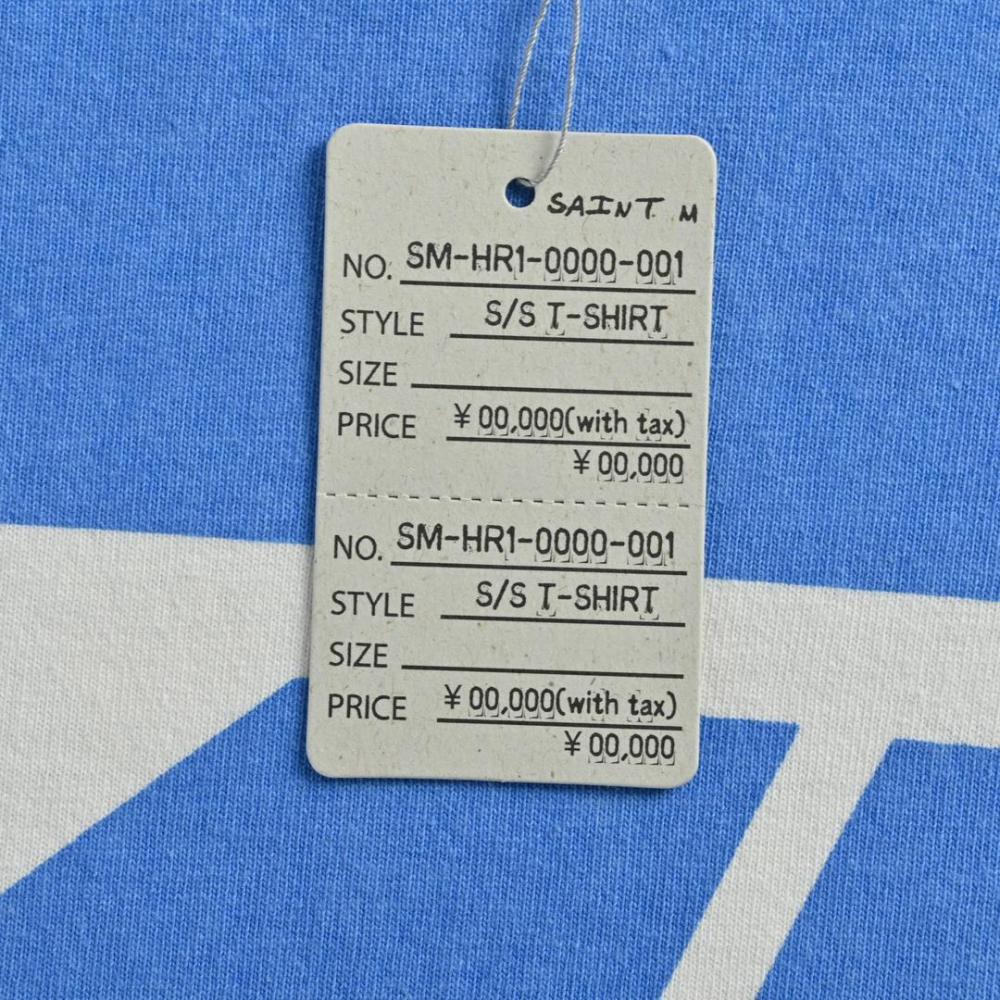 SAINT M
NO. SM-HR1-0000-001
STYLE S/S T-SHIRT
SIZE
PRICE ¥00,000(with tax)
¥00,000
NO. SM-HR1-0000-001
STYLE S/S T-SHIRT
SIZE
PRICE ¥00,000(with tax)
¥00,000